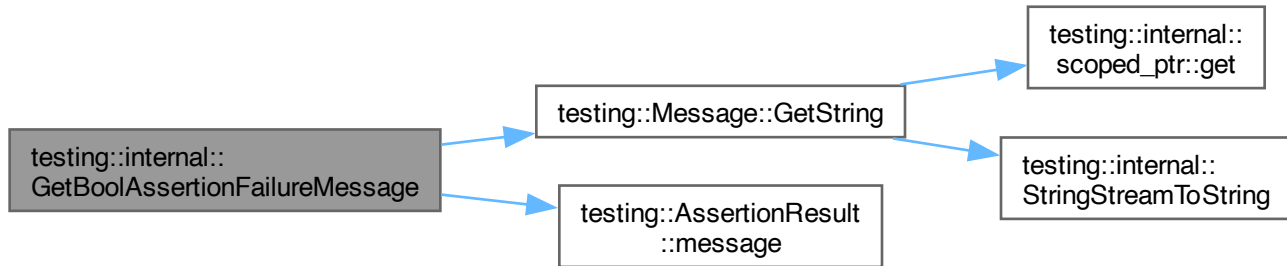 testing::internal::
GetBoolAssertionFailureMessage
testing::Message::GetString
testing::AssertionResult
::message
testing::internal::
scoped_ptr::get
testing::internal::
StringStreamToString